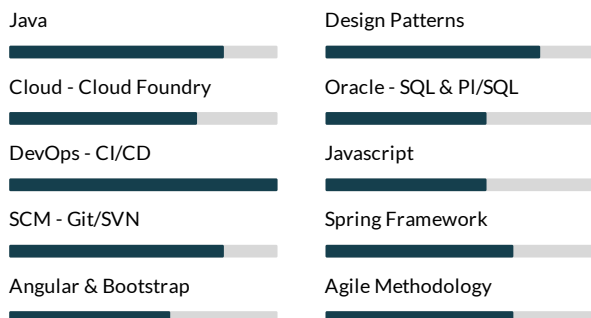 Java
Design Patterns
Cloud - Cloud Foundry
Oracle - SQL & Pl/SQL
DevOps - CI/CD
Javascript
SCM - Git/SVN
Spring Framework
Angular & Bootstrap
Agile Methodology